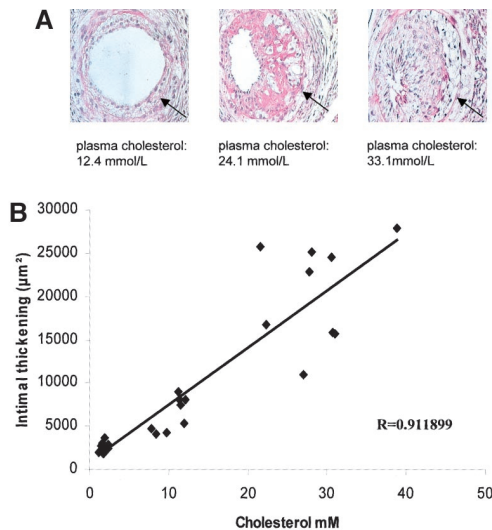 A
plasma cholesterol: plasma cholesterol: plasma cholesterol:
12.4 mmol/L 24.1 mmol/L 33.1mmol/L
B
30000
25000
20000
15000
10000
5000
0
Intimal thickening (µm²)
R=0.911899
0 10 20 30 40 50
Cholesterol mM